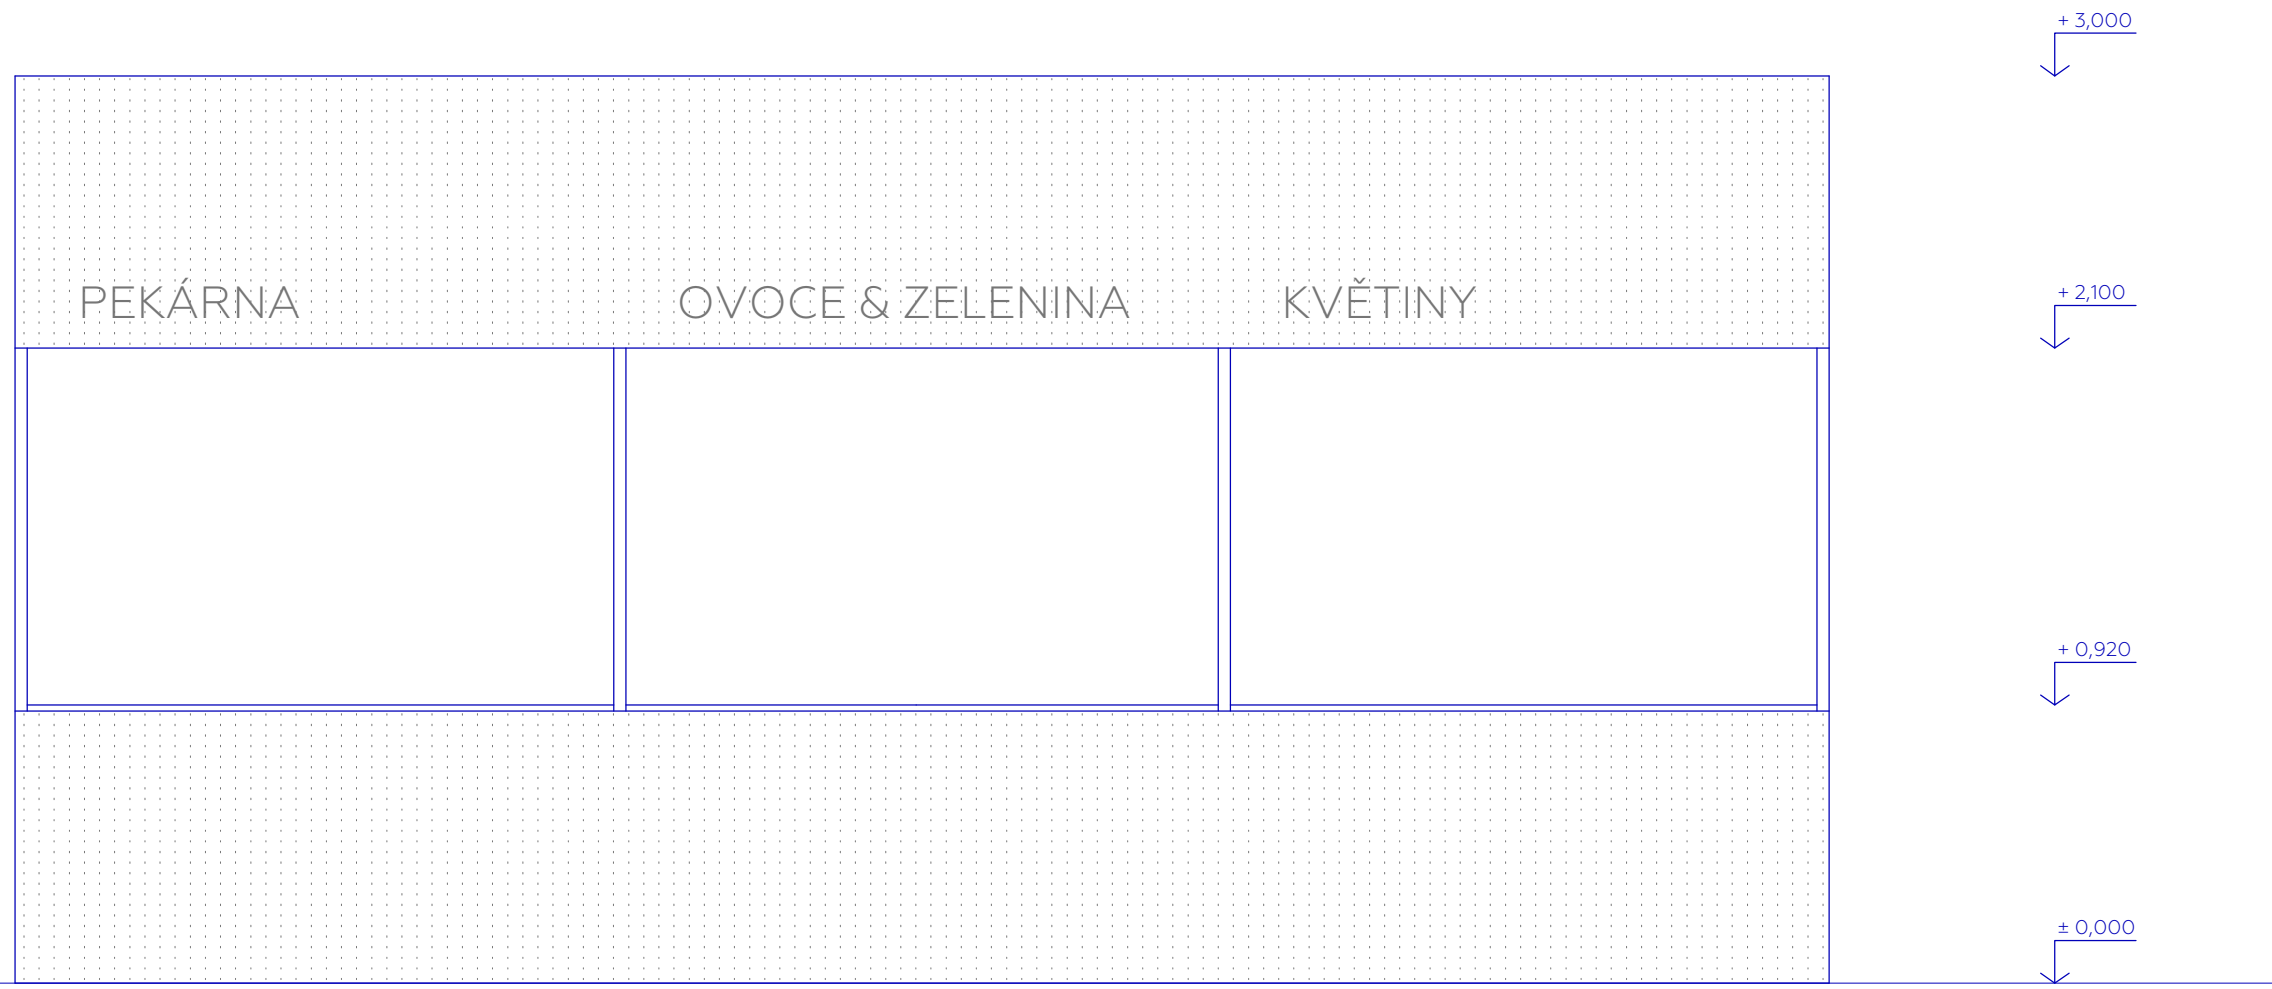 + 3,000
PEKÁRNA
OVOCE & ZELENINA
KVĚTINY
+ 2,100
+ 0,920
± 0,000